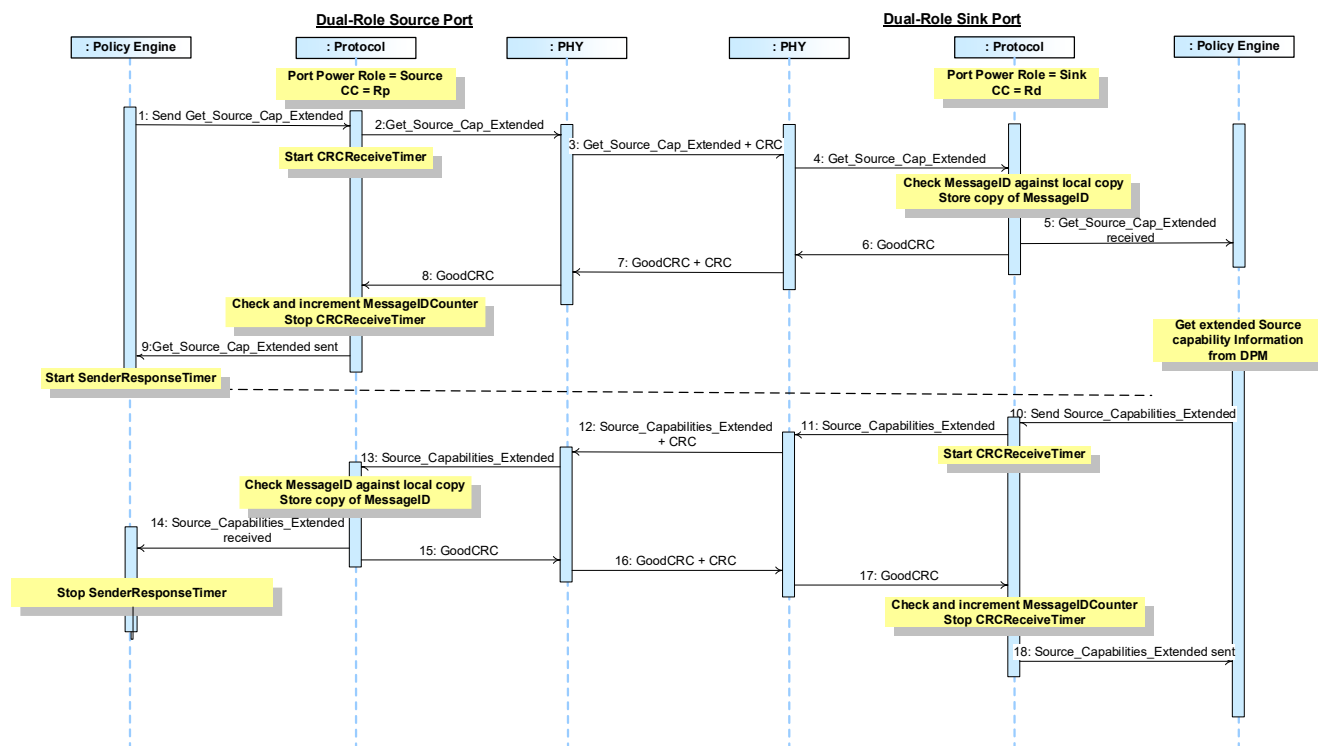 Dual-Role Source Port
Dual-Role Sink Port
: Policy Engine
: Protocol
: PHY
: PHY
: Protocol
: Policy Engine
Port Power Role = Source
CC = Rp
Port Power Role = Sink
CC = Rd
1: Send Get_Source_Cap_Extended
2:Get_Source_Cap_Extended
Start CRCReceiveTimer
3: Get_Source_Cap_Extended + CRC
4: Get_Source_Cap_Extended
Check MessageID against local copy
Store copy of MessageID
5: Get_Source_Cap_Extended
received
6: GoodCRC
7: GoodCRC + CRC
8: GoodCRC
Check and increment MessageIDCounter
Stop CRCReceiveTimer
9:Get_Source_Cap_Extended sent
Start SenderResponseTimer
Get extended Source
capability Information
from DPM
10: Send Source_Capabilities_Extended
11: Source_Capabilities_Extended
Start CRCReceiveTimer
12: Source_Capabilities_Extended
+ CRC
13: Source_Capabilities_Extended
Check MessageID against local copy
Store copy of MessageID
14: Source_Capabilities_Extended
received
15: GoodCRC
16: GoodCRC + CRC
17: GoodCRC
Stop SenderResponseTimer
Check and increment MessageIDCounter
Stop CRCReceiveTimer
18: Source_Capabilities_Extended sent